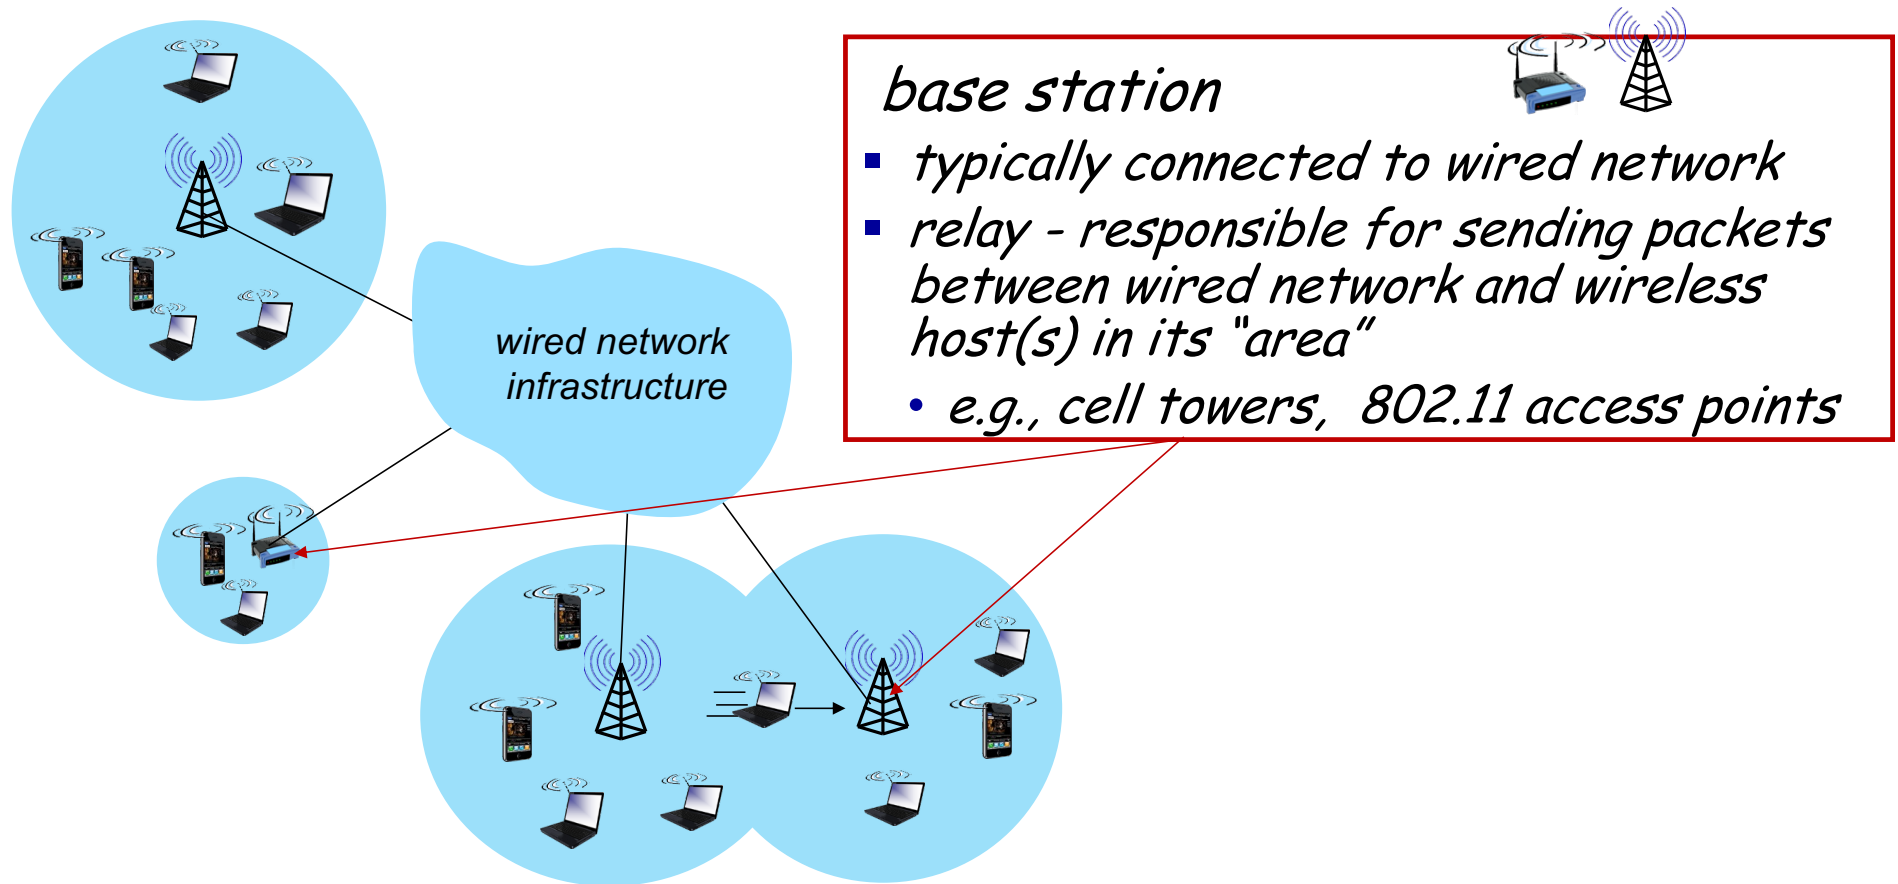 base station
typically connected to wired network
relay - responsible for sending packets
between wired network and wireless
host(s) in its “area”
e.g., cell towers, 802.11 access points
wired network
infrastructure